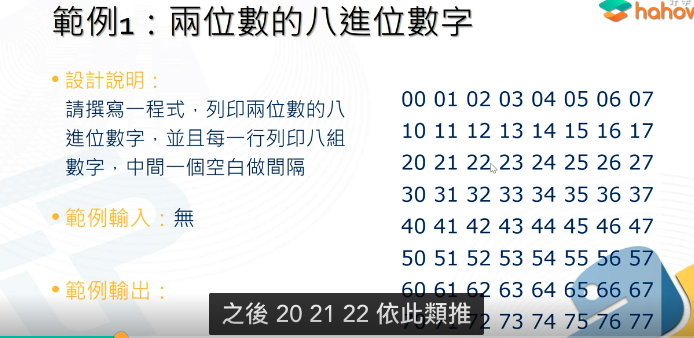 範例1：兩位數的八進位數字
hahow
• 設計說明：
請撰寫一程式，列印兩位數的八
進位數字，並且每一行列印八組
數字，中間一個空白做間隔
• 範例輸入：無
• 範例輸出：
00 01 02 03 04 05 06 07
10 11 12 13 14 15 16 17
20 21 22 23 24 25 26 27
30 31 32 33 34 35 36 37
40 41 42 43 44 45 46 47
50 51 52 53 54 55 56 57
60 61 62 63 64 65 66 67
72 73 74 75 76 77
之後 20 21 22 依此類推